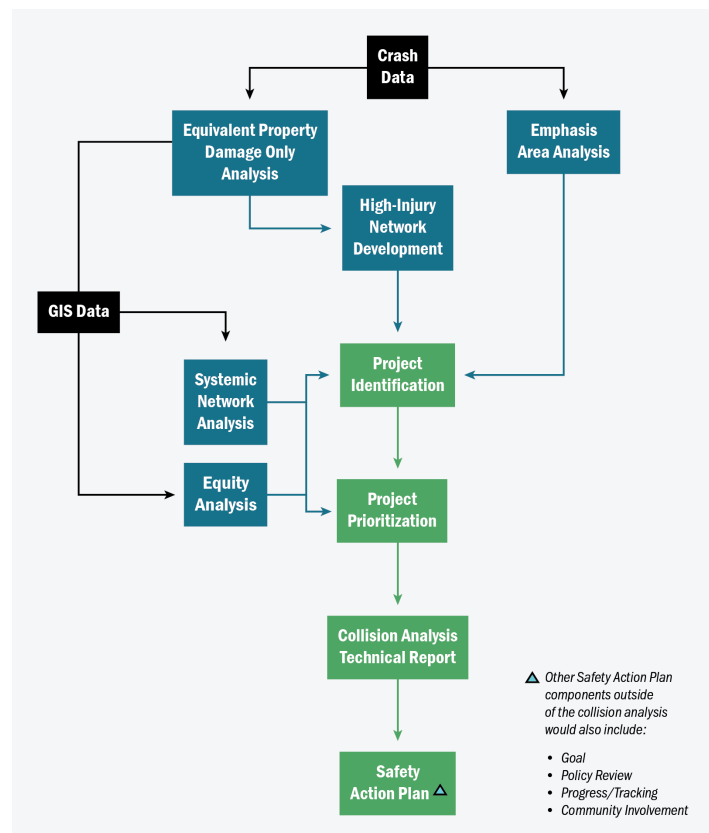 Crash
Data
Equivalent Property
Damage Only
Analysis
Emphasis
Area Analysis
High-Injury
Network
Development
GIS Data
Project
Identification
Systemic
Network
Analysis
Equity
Analysis
Project
Prioritization
Collision Analysis
Technical Report
Safety
Action Plan
Other Safety Action Plan
components outside
of the collision analysis
would also include:
• Goal
• Policy Review
• Progress/Tracking
• Community Involvement